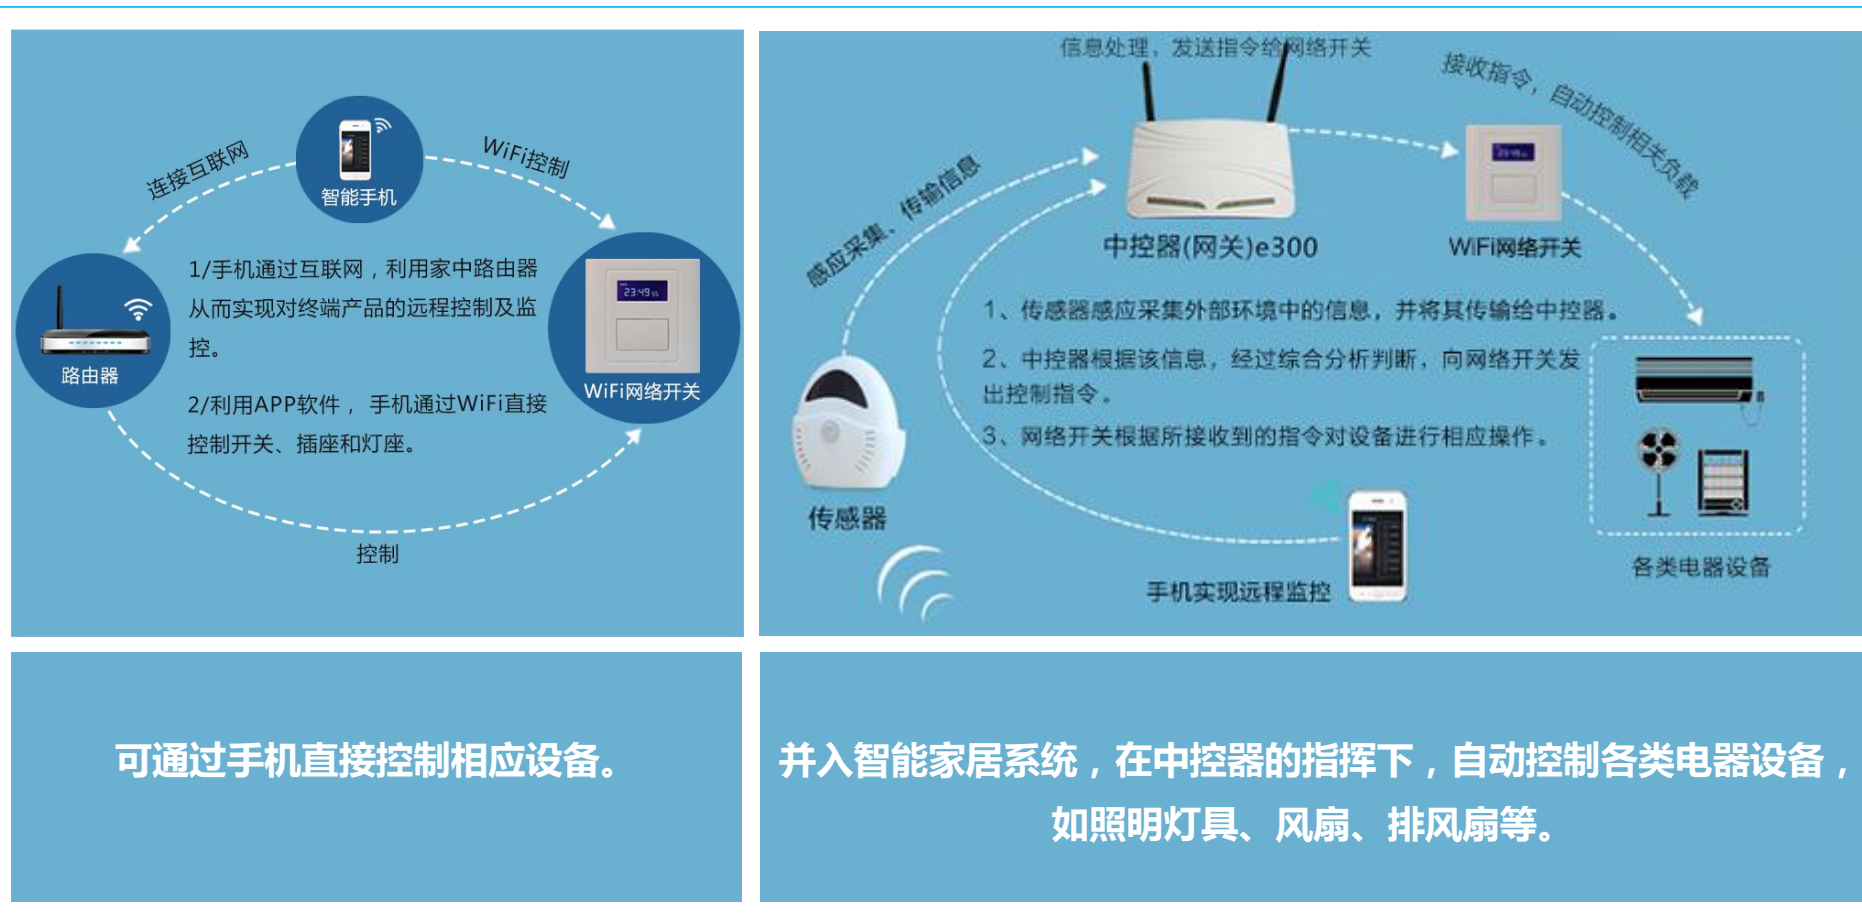 连接互联网
WiFi控制
智能手机
1/手机通过互联网，利用家中路由器
从而实现对终端产品的远程控制及监
控。
2/利用APP软件， 手机通过WiFi直接
控制开关、插座和灯座。
路由器
23:49
WiFi网络开关
控制
信息处理，发送指令给网络开关
接收指令，自动控制相关负载
感应采集、传输信息
中控器(网关)e300
WiFi网络开关
1、传感器感应采集外部环境中的信息，并将其传输给中控器。
2、中控器根据该信息，经过综合分析判断，向网络开关发
出控制指令。
3、网络开关根据所接收到的指令对设备进行相应操作。
传感器
手机实现远程监控
各类电器设备
可通过手机直接控制相应设备。
并入智能家居系统，在中控器的指挥下，自动控制各类电器设备，
如照明灯具、风扇、排风扇等。